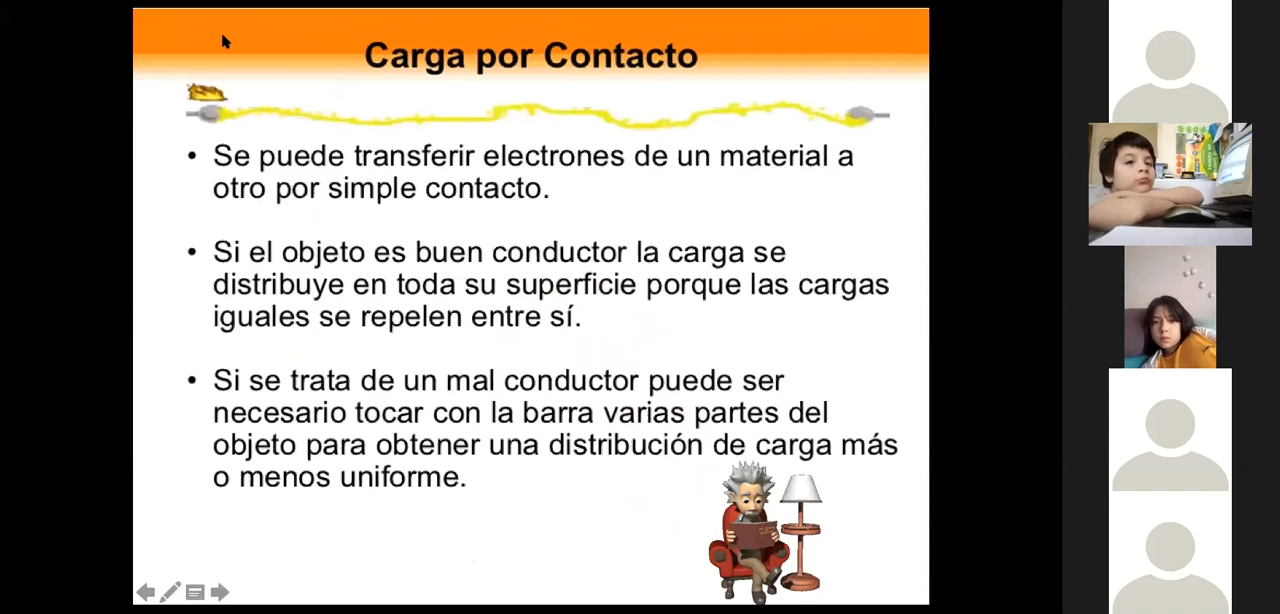 Carga por Contacto
• Se puede transferir electrones de un material a
otro por simple contacto.
• Si el objeto es buen conductor la carga se
distribuye en toda su superficie porque las cargas
iguales se repelen entre sí.
• Si se trata de un mal conductor puede ser
necesario tocar con la barra varias partes del
objeto para obtener una distribución de carga más
o menos uniforme.